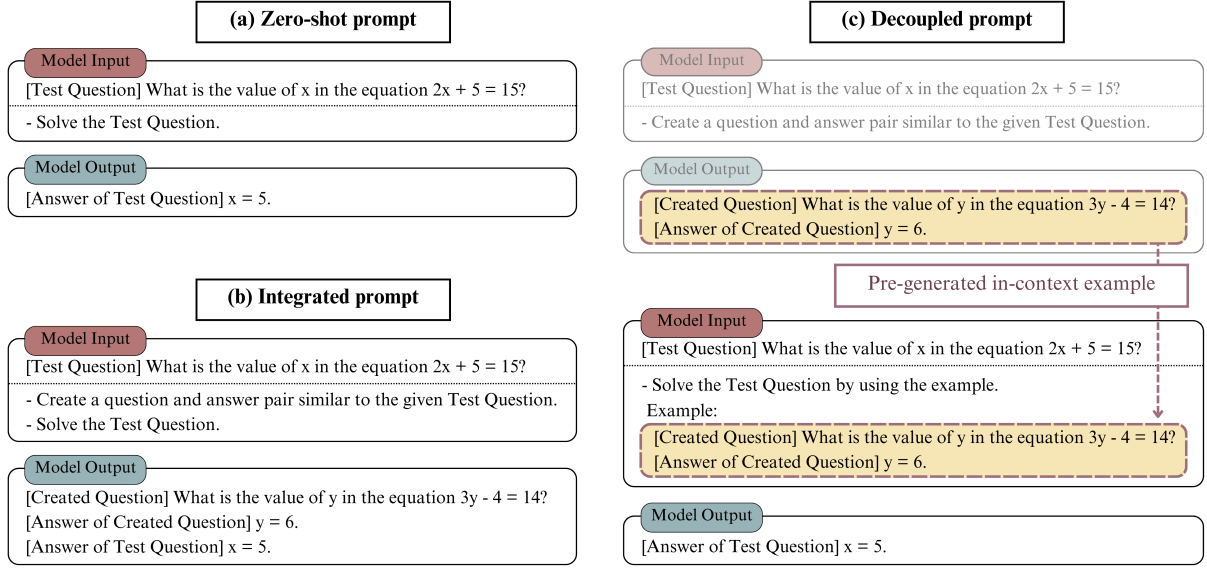 (a) Zero-shot prompt
Model Input
[Test Question] What is the value of x in the equation 2x + 5 = 15?
- Solve the Test Question.
Model Output
[Answer of Test Question] x = 5.
(b) Integrated prompt
Model Input
[Test Question] What is the value of x in the equation 2x + 5 = 15?
- Create a question and answer pair similar to the given Test Question.
- Solve the Test Question.
Model Output
[Created Question] What is the value of y in the equation 3y - 4 = 14?
[Answer of Created Question] y = 6.
[Answer of Test Question] x = 5.
(c) Decoupled prompt
Model Input
[Test Question] What is the value of x in the equation 2x + 5 = 15?
- Create a question and answer pair similar to the given Test Question.
Model Output
[Created Question] What is the value of y in the equation 3y - 4 = 14?
[Answer of Created Question] y = 6.
Pre-generated in-context example
Model Input
[Test Question] What is the value of x in the equation 2x + 5 = 15?
- Solve the Test Question by using the example.
Example:
[Created Question] What is the value of y in the equation 3y - 4 = 14?
[Answer of Created Question] y = 6.
Model Output
[Answer of Test Question] x = 5.